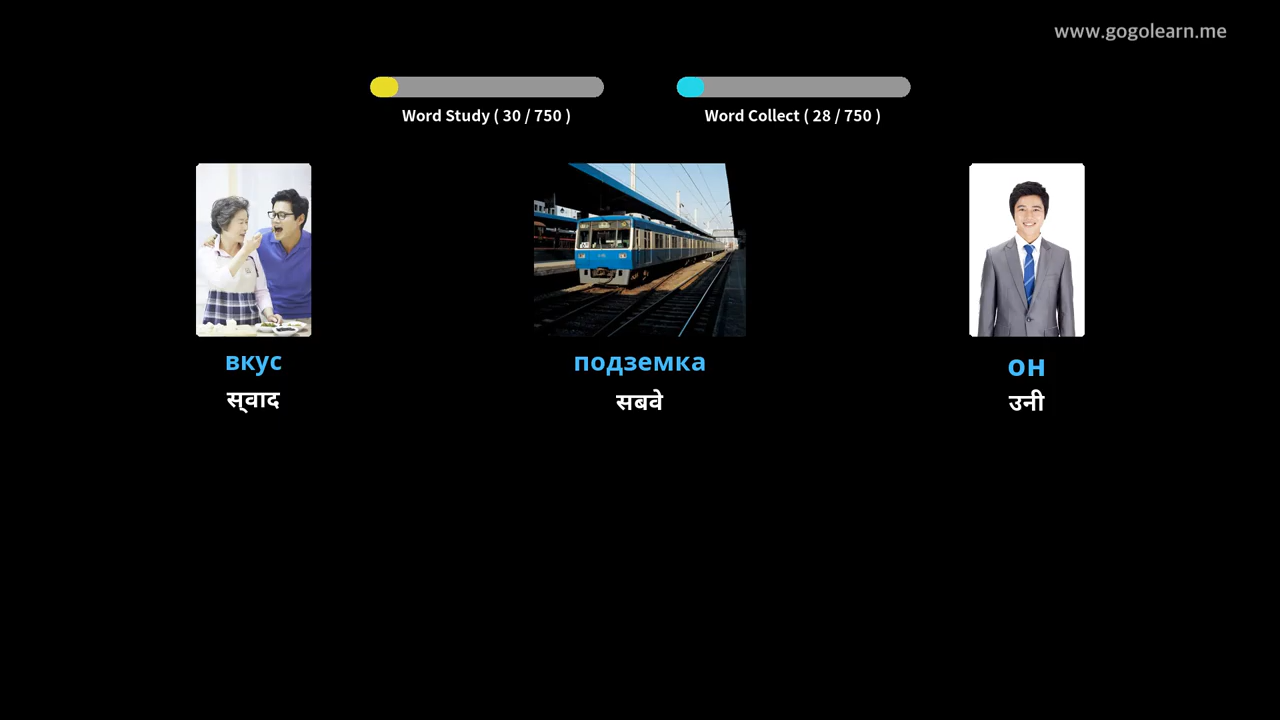 www.gogolearn.me
Word Study ( 30 / 750 )
Word Collect ( 28 / 750 )
вкус
स्वाद
подземка
सबवे
он
उनी